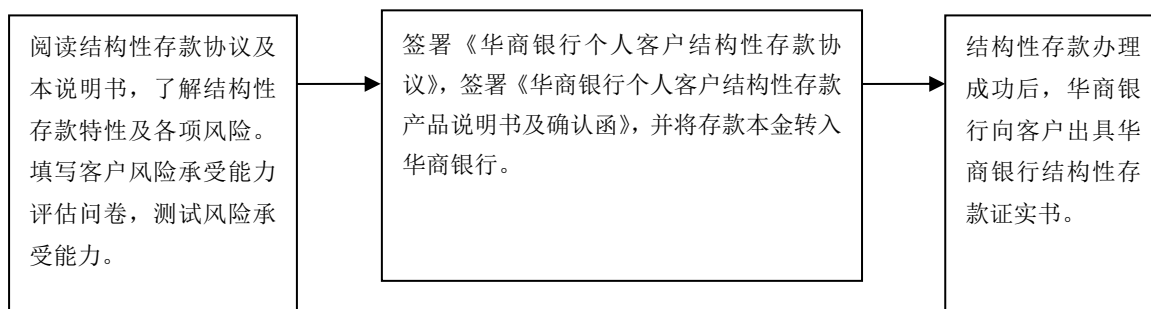 阅读结构性存款协议及
本说明书，了解结构性
存款特性及各项风险。
填写客户风险承受能力
评估问卷，测试风险承
受能力。
签署《华商银行个人客户结构性存款协
议》，签署《华商银行个人客户结构性存款
产品说明书及确认函》，并将存款本金转入
华商银行。
结构性存款办理
成功后，华商银
行向客户出具华
商银行结构性存
款证实书。